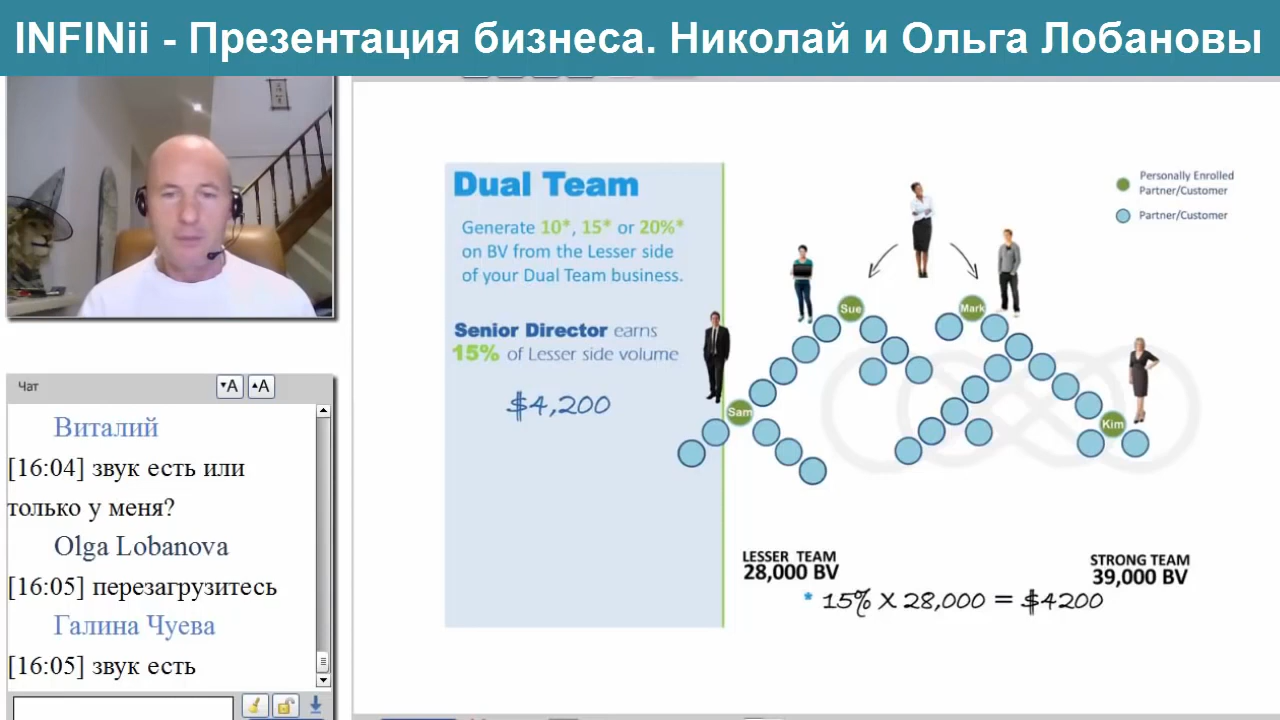 INFINii - Презентация бизнеса. Николай и Ольга Лобановы
Чат
▾A ▴A
Виталий
[16:04] звук есть или
только у меня?
Olga Lobanova
[16:05] перезагрузитесь
Галина Чуева
[16:05] звук есть
Dual Team
Generate 10*, 15* or 20%*
on BV from the Lesser side
of your Dual Team business.
Senior Director earns
15% of Lesser side volume
$4,200
Personally Enrolled
Partner/Customer
Partner/Customer
Sue
Mark
Sam
Kim
LESSER TEAM
28,000 BV
STRONG TEAM
39,000 BV
* 15% X 28,000 = $4200